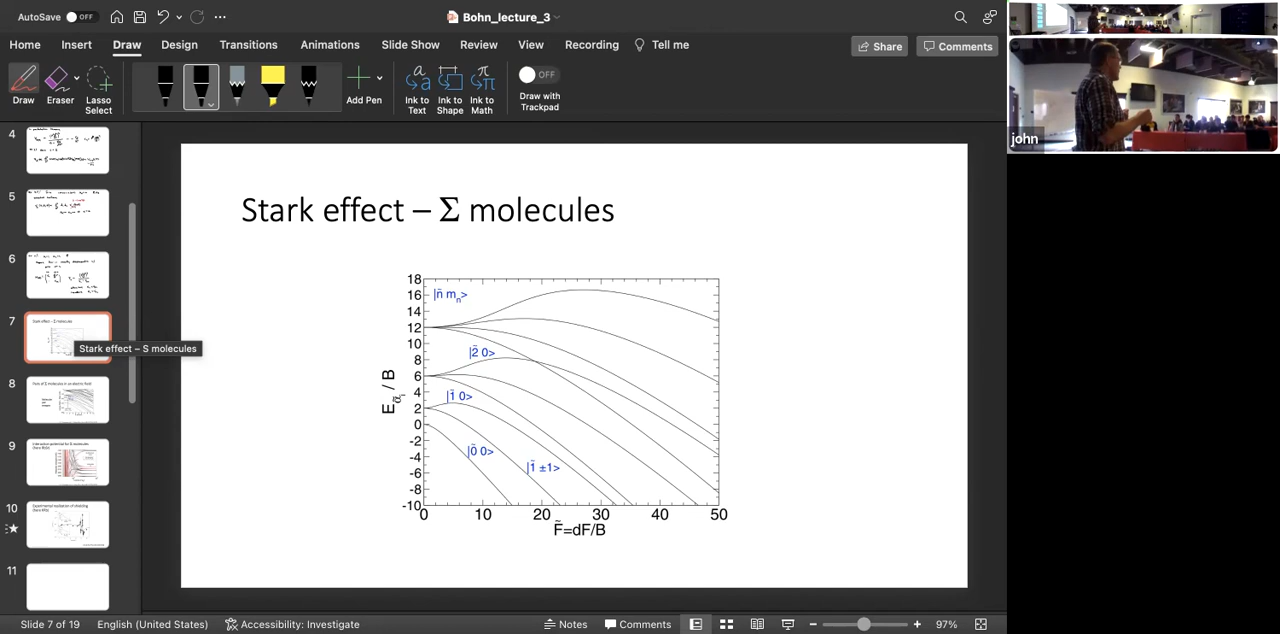 AutoSave OFF
Bohn_lecture_3
Home Insert Draw Design Transitions Animations Slide Show Review View Recording Tell me
Share Comments
Draw Eraser Lasso Select Add Pen Ink to Text Ink to Shape Ink to Math Draw with Trackpad
OFF
john
4
5
6
7
Stark effect – S molecules
8
9
10
11
Stark effect – Σ molecules
18
16
14
12
10
8
6
4
2
0
-2
-4
-6
-8
-10
|ñ mₙ>
|2̃ 0>
|1̃ 0>
|0̃ 0>
|1̃ ±1>
E_α̃ᵢ / B
0 10 20 30 40 50
F̃=dF/B
Slide 7 of 19 English (United States) Accessibility: Investigate Notes Comments 97%